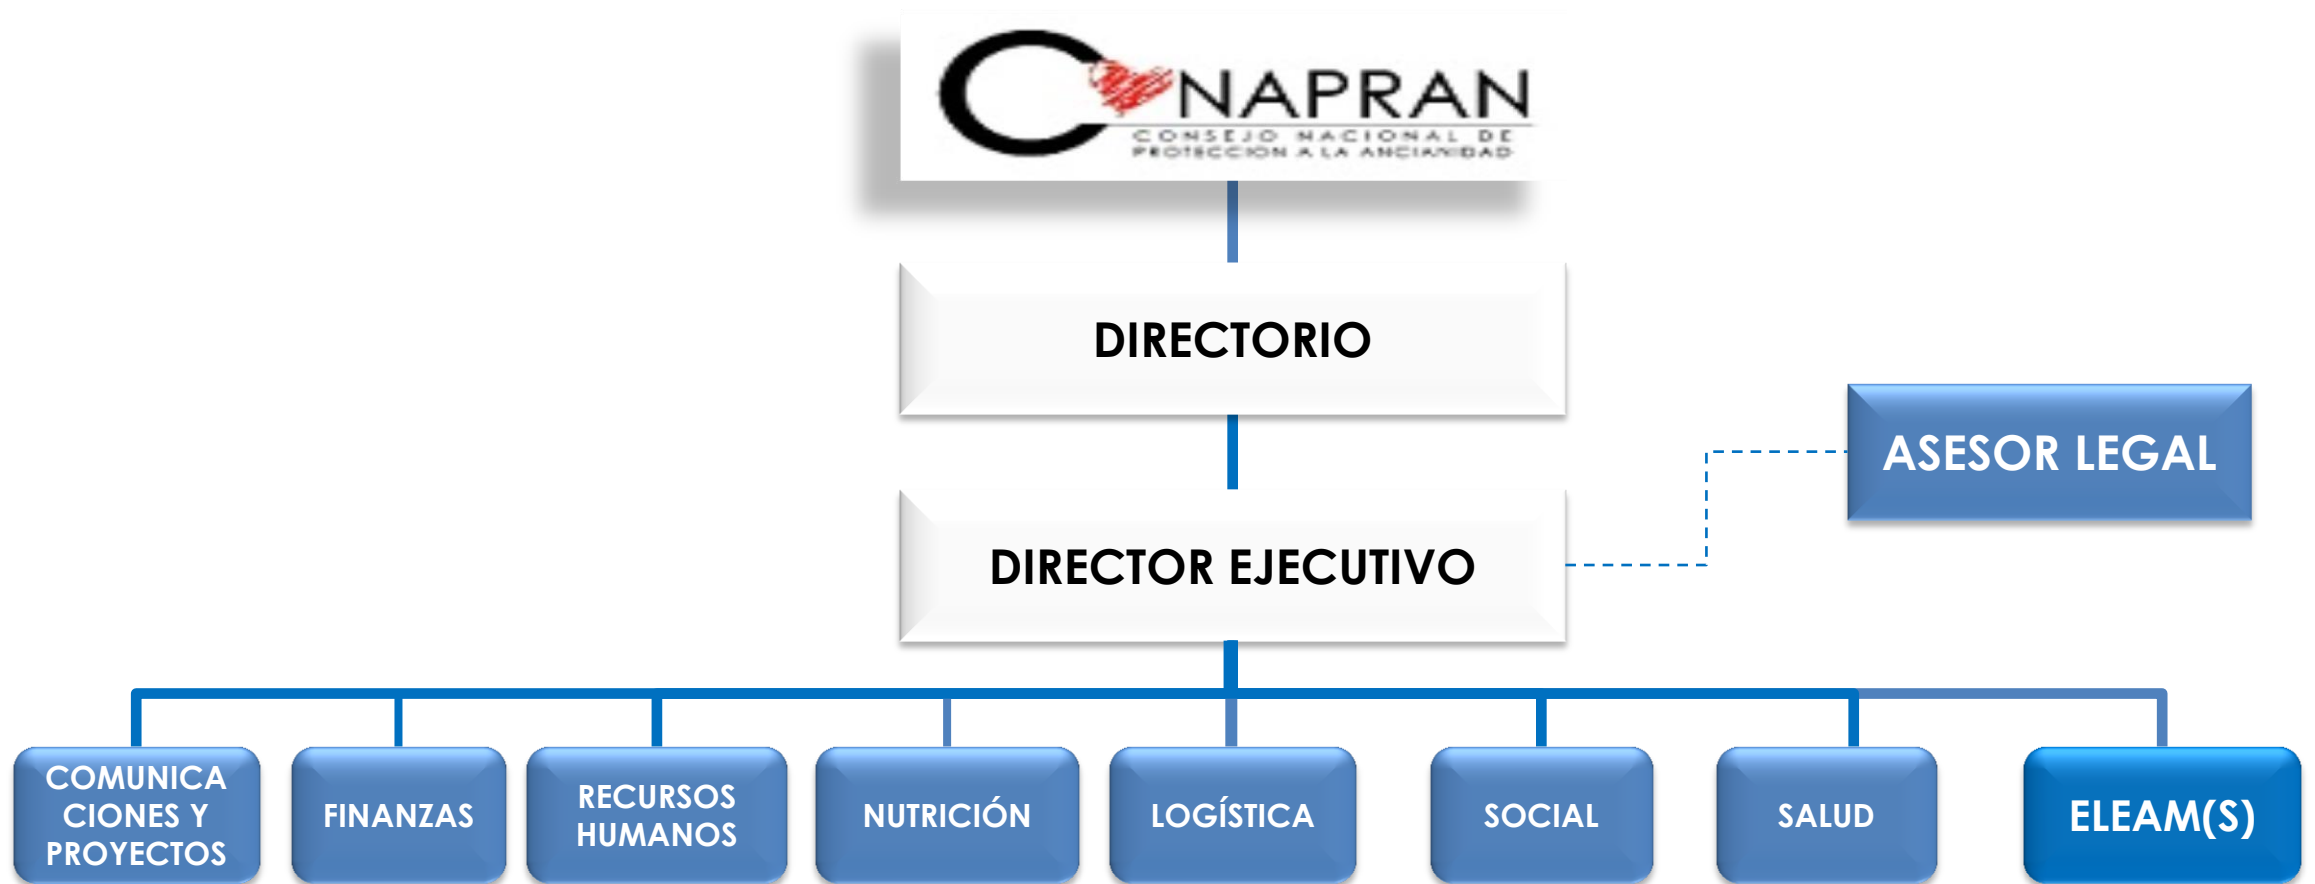 CONAPRAN
CONSEJO NACIONAL DE
PROTECCION A LA ANCIANIDAD
DIRECTORIO
ASESOR LEGAL
DIRECTOR EJECUTIVO
COMUNICA
CIONES Y
PROYECTOS
FINANZAS
RECURSOS
HUMANOS
NUTRICIÓN
LOGÍSTICA
SOCIAL
SALUD
ELEAM(S)